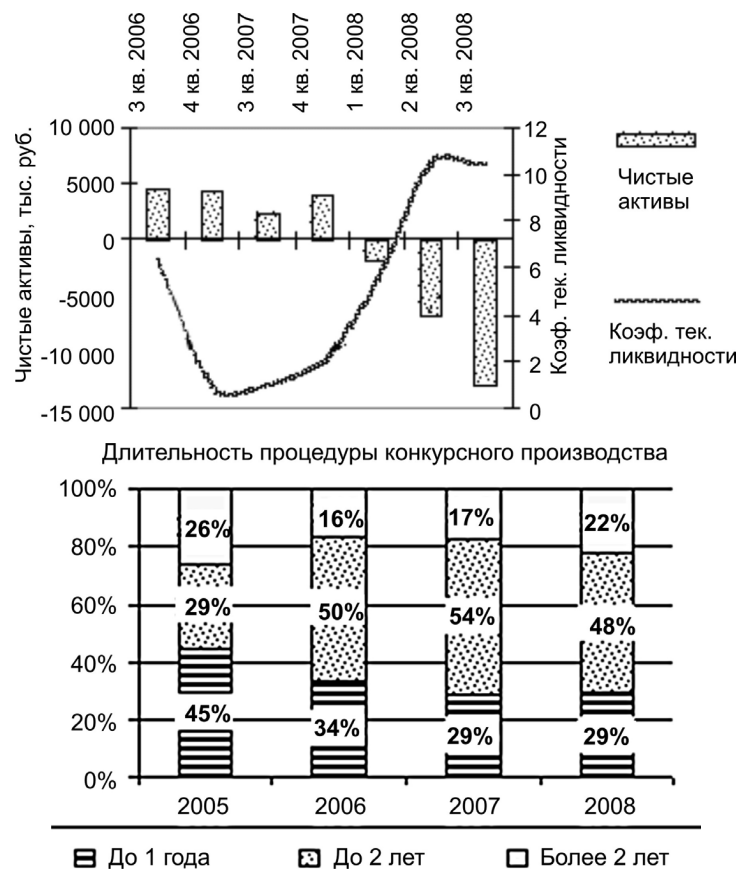 3 кв. 2006
4 кв. 2006
3 кв. 2007
4 кв. 2007
1 кв. 2008
2 кв. 2008
3 кв. 2008
Чистые активы, тыс. руб.
10 000
5000
0
-5000
-10 000
-15 000
12
10
8
6
4
2
0
Коэф. тек. ликвидности
Чистые
активы
Коэф. тек.
ликвидности
Длительность процедуры конкурсного производства
100%
80%
60%
40%
20%
0%
26%
16%
17%
22%
29%
50%
54%
48%
45%
34%
29%
29%
2005
2006
2007
2008
До 1 года
До 2 лет
Более 2 лет